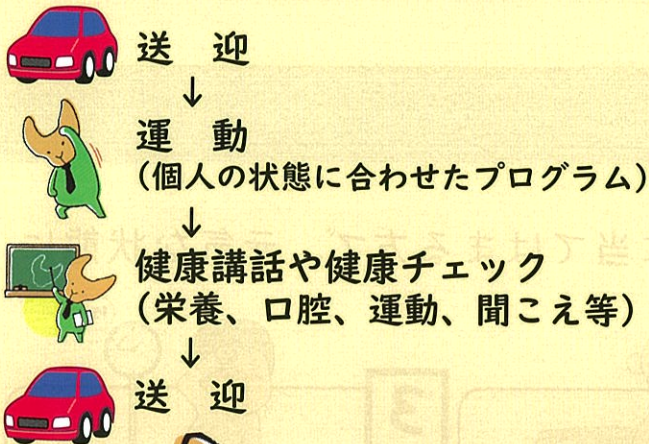 送　迎
↓
運　動
（個人の状態に合わせたプログラム）
↓
健康講話や健康チェック
（栄養、口腔、運動、聞こえ等）
↓
送　迎